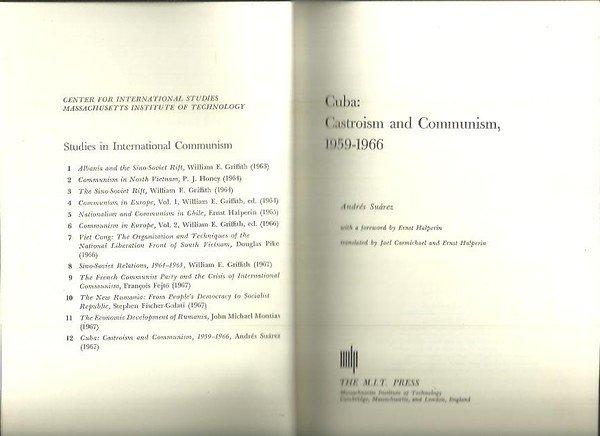 CENTER FOR INTERNATIONAL STUDIES
MASSACHUSETTS INSTITUTE OF TECHNOLOGY
Studies in International Communism
1 Albania and the Sino-Soviet Rift, William E. Griffith (1963)
2 Communism in North Vietnam, P. J. Honey (1964)
3 The Sino-Soviet Rift, William E. Griffith (1964)
4 Communism in Europe, Vol. 1, William E. Griffith, ed. (1964)
5 Nationalism and Communism in Chile, Ernst Halperin (1965)
6 Communism in Europe, Vol. 2, William E. Griffith, ed. (1966)
7 Viet Cong: The Organization and Techniques of the
National Liberation Front of South Vietnam, Douglas Pike
(1966)
8 Sino-Soviet Relations, 1964-1965, William E. Griffith (1967)
9 The French Communist Party and the Crisis of International
Communism, François Fejtö (1967)
10 The New Rumania: From People's Democracy to Socialist
Republic, Stephen Fischer-Galati (1967)
11 The Economic Development of Rumania, John Michael Montias
(1967)
12 Cuba: Castroism and Communism, 1959-1966, Andrés Suárez
(1967)
Cuba:
Castroism and Communism,
1959-1966
Andrés Suárez
with a foreword by Ernst Halperin
translated by Joel Carmichael and Ernst Halperin
THE M.I.T. PRESS
Massachusetts Institute of Technology
Cambridge, Massachusetts, and London, England